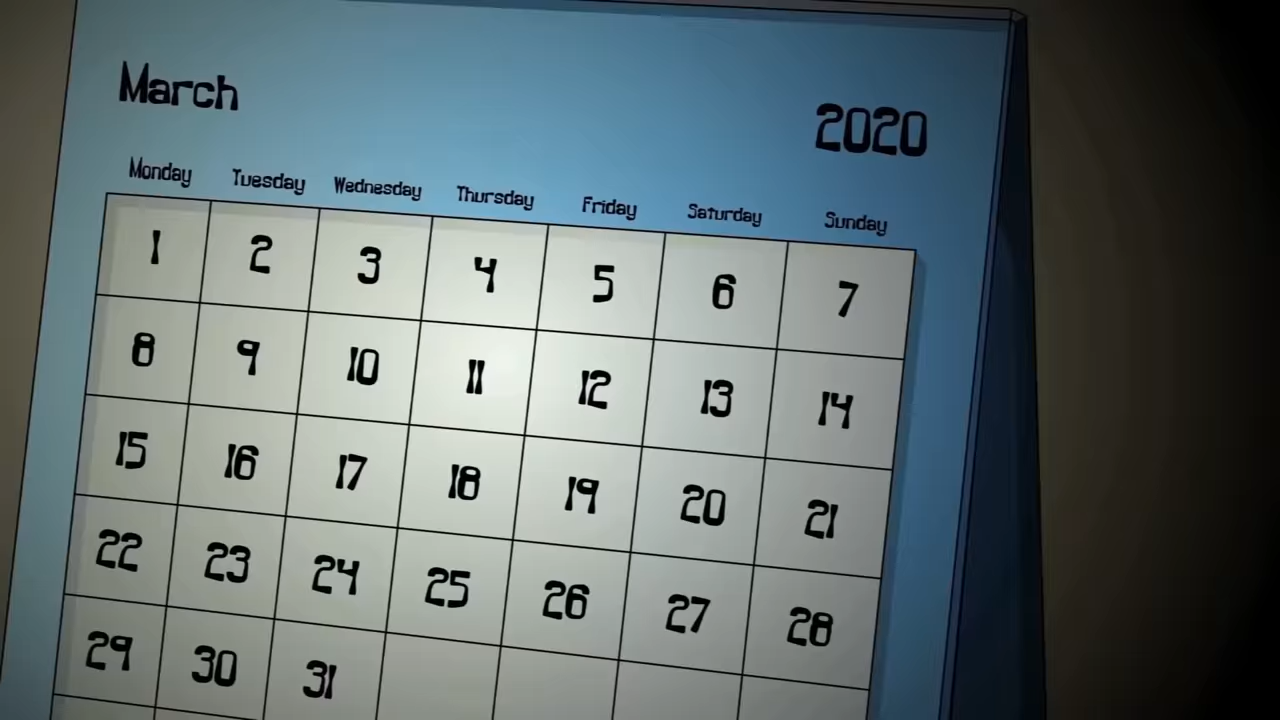 March
2020
Monday Tuesday Wednesday Thursday Friday Saturday Sunday
1 2 3 4 5 6 7
8 9 10 11 12 13 14
15 16 17 18 19 20 21
22 23 24 25 26 27 28
29 30 31